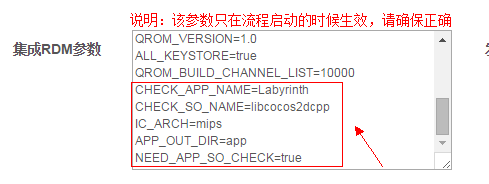 说明：该参数只在流程启动的时候生效，请确保正确
集成RDM参数
QROM_VERSION=1.0
ALL_KEYSTORE=true
QROM_BUILD_CHANNEL_LIST=10000
CHECK_APP_NAME=Labyrinth
CHECK_SO_NAME=libcocos2dcpp
IC_ARCH=mips
APP_OUT_DIR=app
NEED_APP_SO_CHECK=true